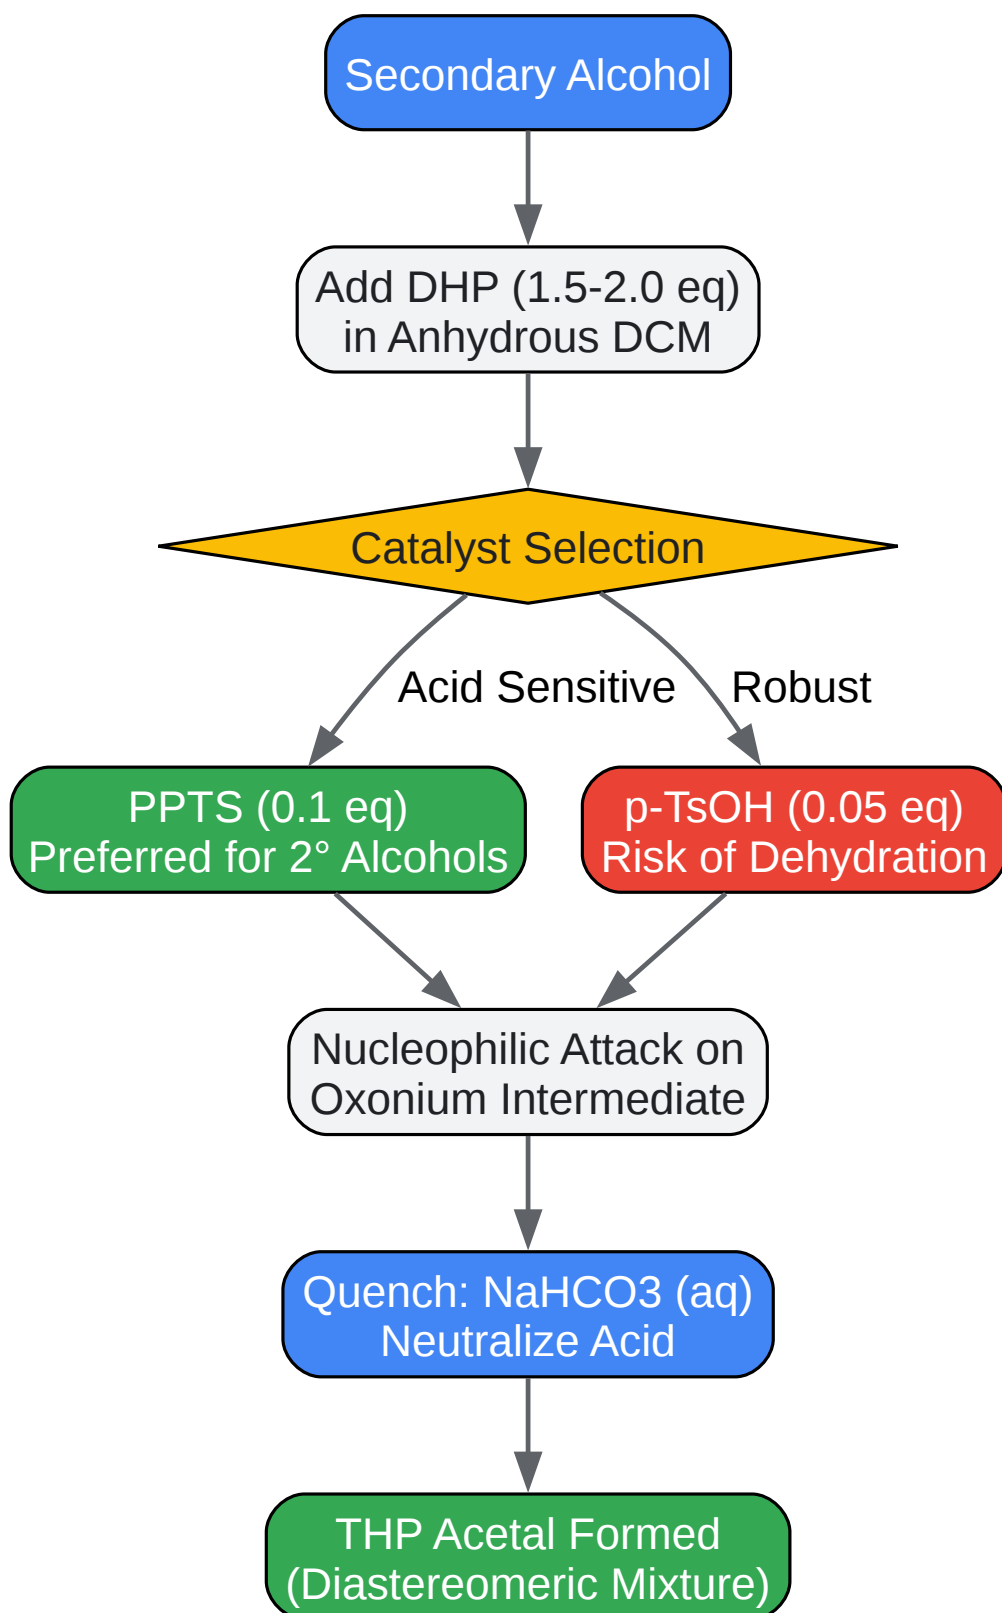 Secondary Alcohol
Add DHP (1.5-2.0 eq)
in Anhydrous DCM
Catalyst Selection
Acid Sensitive
Robust
PPTS (0.1 eq)
Preferred for 2° Alcohols
p-TsOH (0.05 eq)
Risk of Dehydration
Nucleophilic Attack on
Oxonium Intermediate
Quench: NaHCO3 (aq)
Neutralize Acid
THP Acetal Formed
(Diastereomeric Mixture)